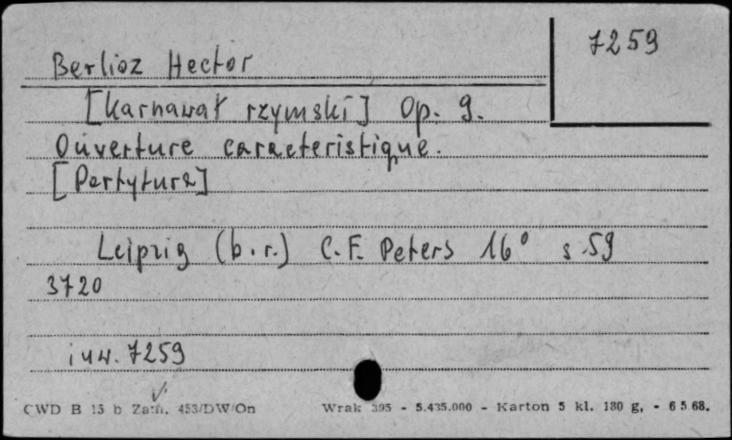 7259
Berlioz Hector
[Karnawał rzymski] Op. 9.
Ouverture caracteristique.
[Partytura]
Leipzig (b.r.) C.F. Peters 16° s 59
3720
inw. 7259
CWD B 15 b Zam. 453/DW/On Wrak 395 - 5.435.000 - Karton 5 kl. 180 g, - 6 5 68.